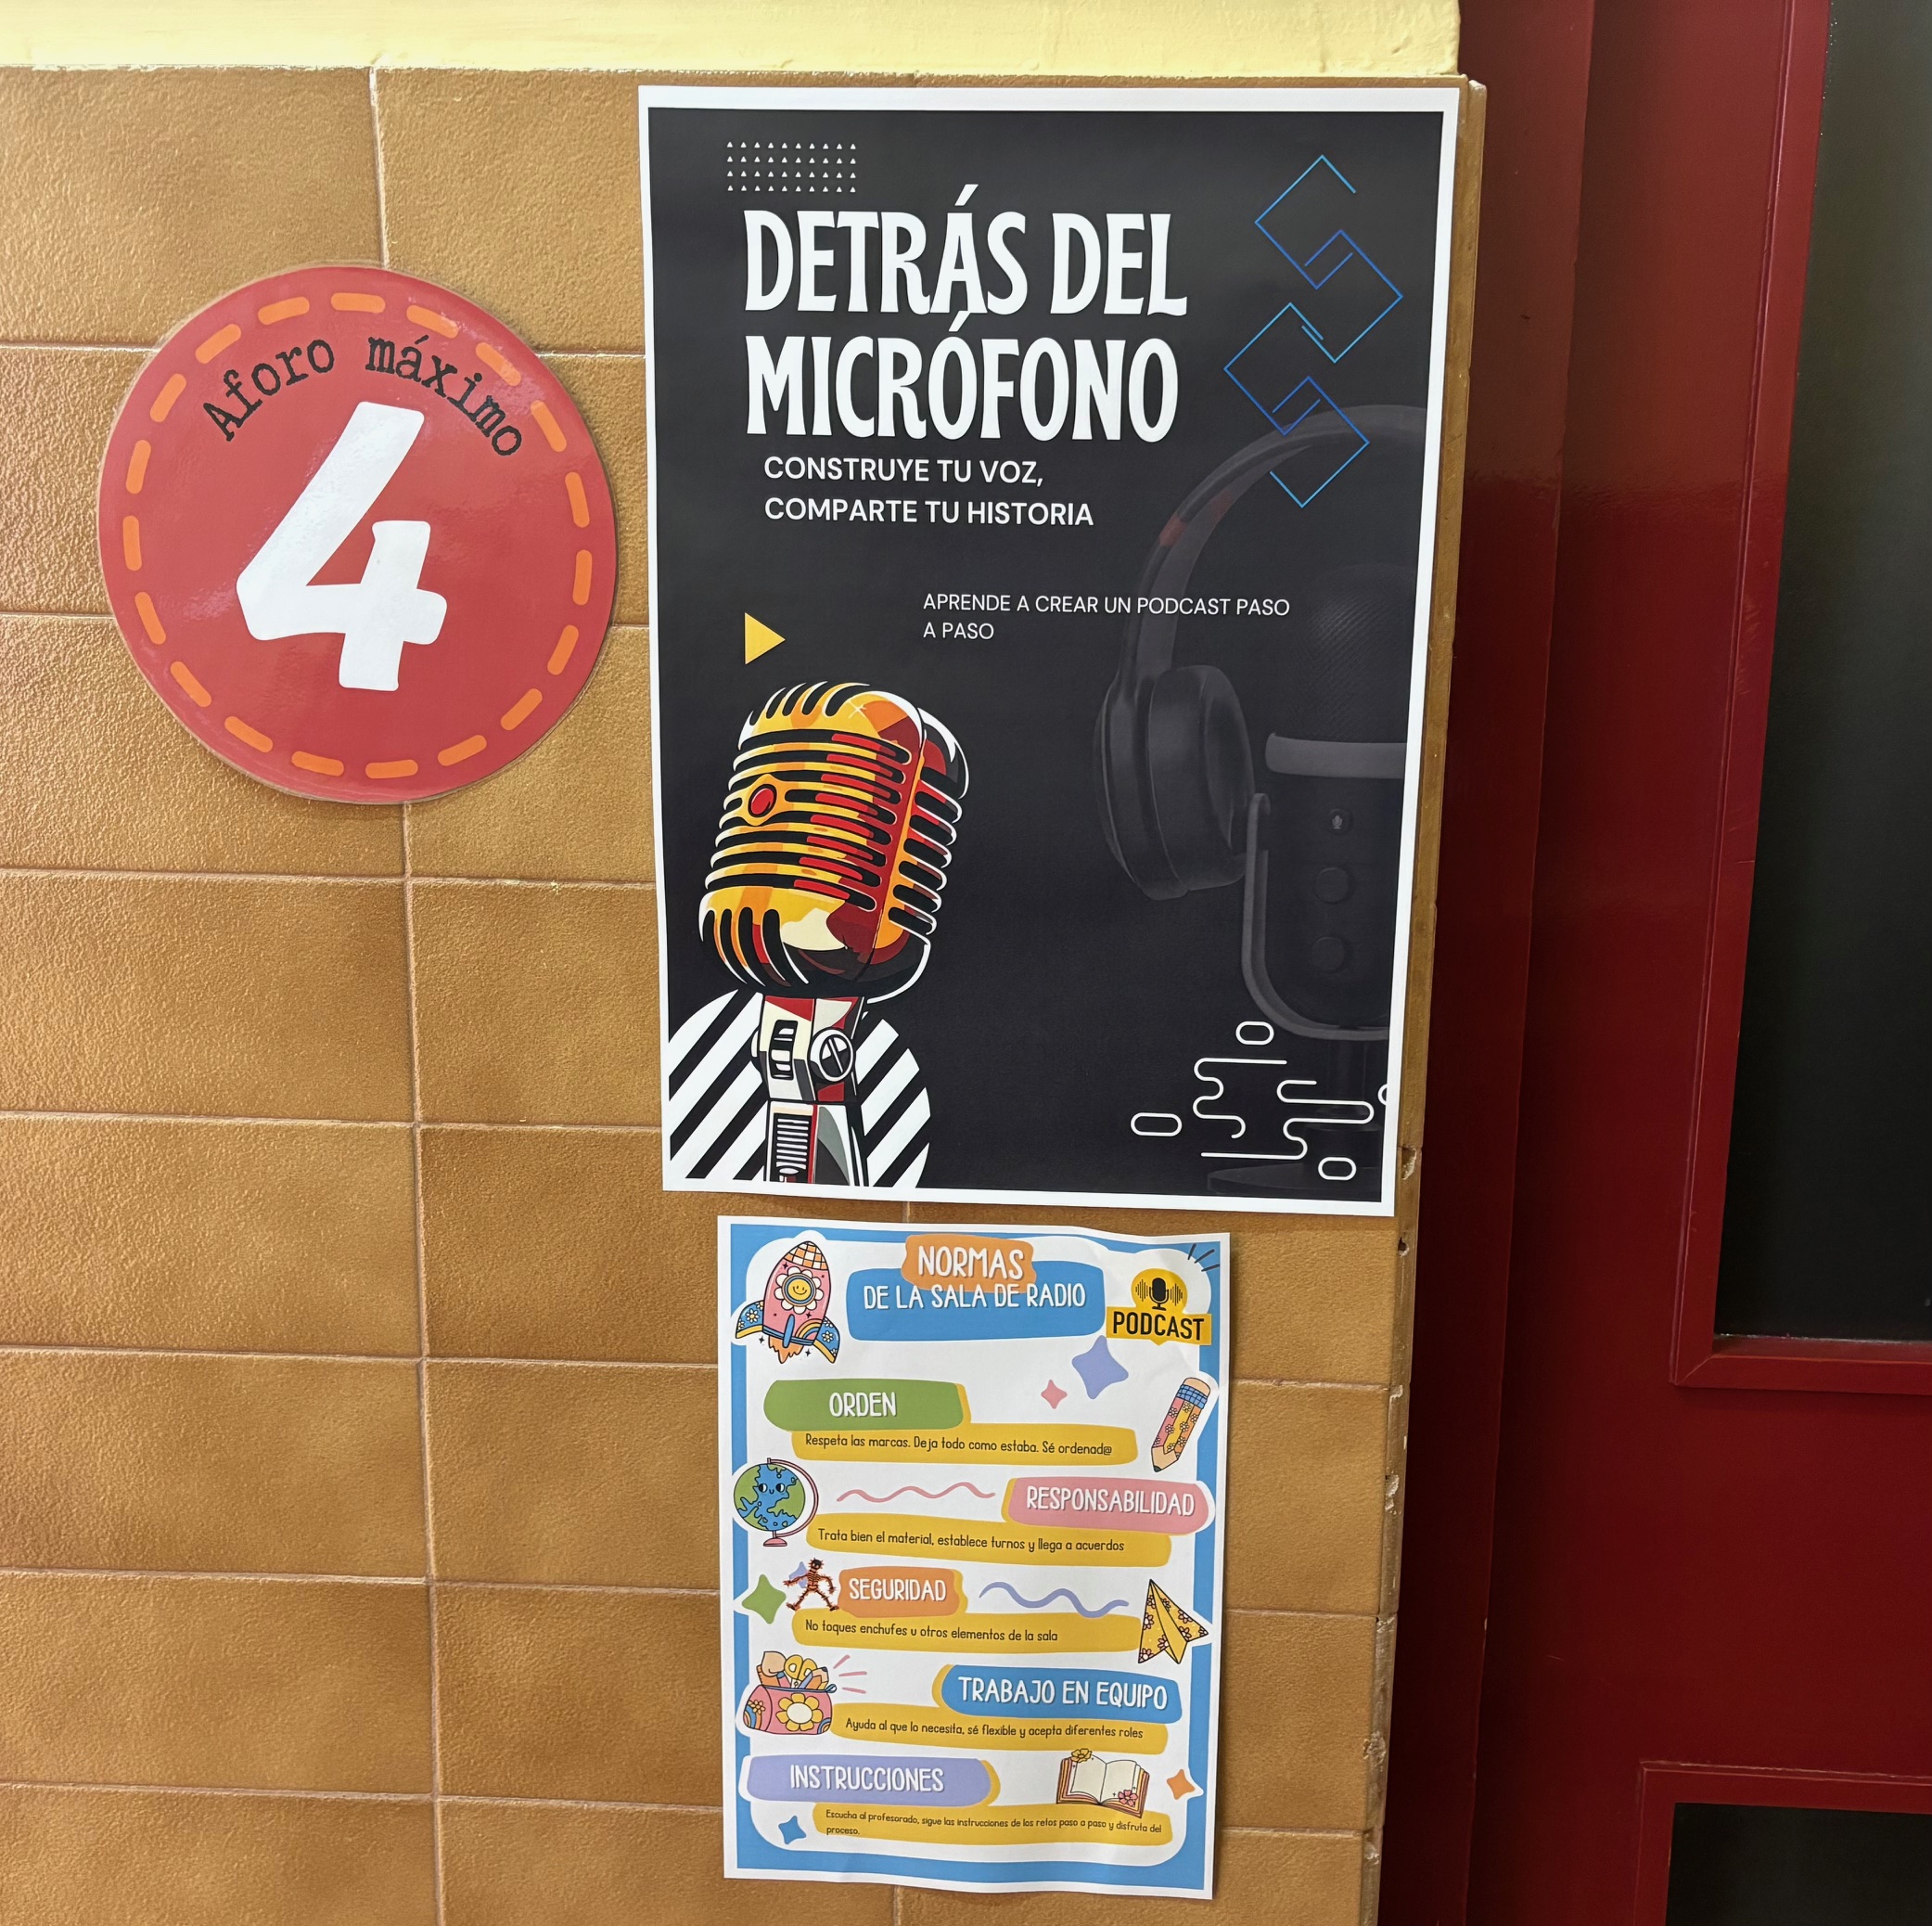 Aforo máximo
4
DETRÁS DEL
MICRÓFONO
CONSTRUYE TU VOZ,
COMPARTE TU HISTORIA
APRENDE A CREAR UN PODCAST PASO
A PASO
NORMAS
DE LA SALA DE RADIO
PODCAST
ORDEN
Respeta las marcas. Deja todo como estaba. Sé ordenad@
RESPONSABILIDAD
Trata bien el material, establece turnos y llega a acuerdos
SEGURIDAD
No toques enchufes u otros elementos de la sala
TRABAJO EN EQUIPO
Ayuda al que lo necesita, sé flexible y acepta diferentes roles
INSTRUCCIONES
Escucha al profesorado, sigue las instrucciones de los retos paso a paso y disfruta del
proceso.